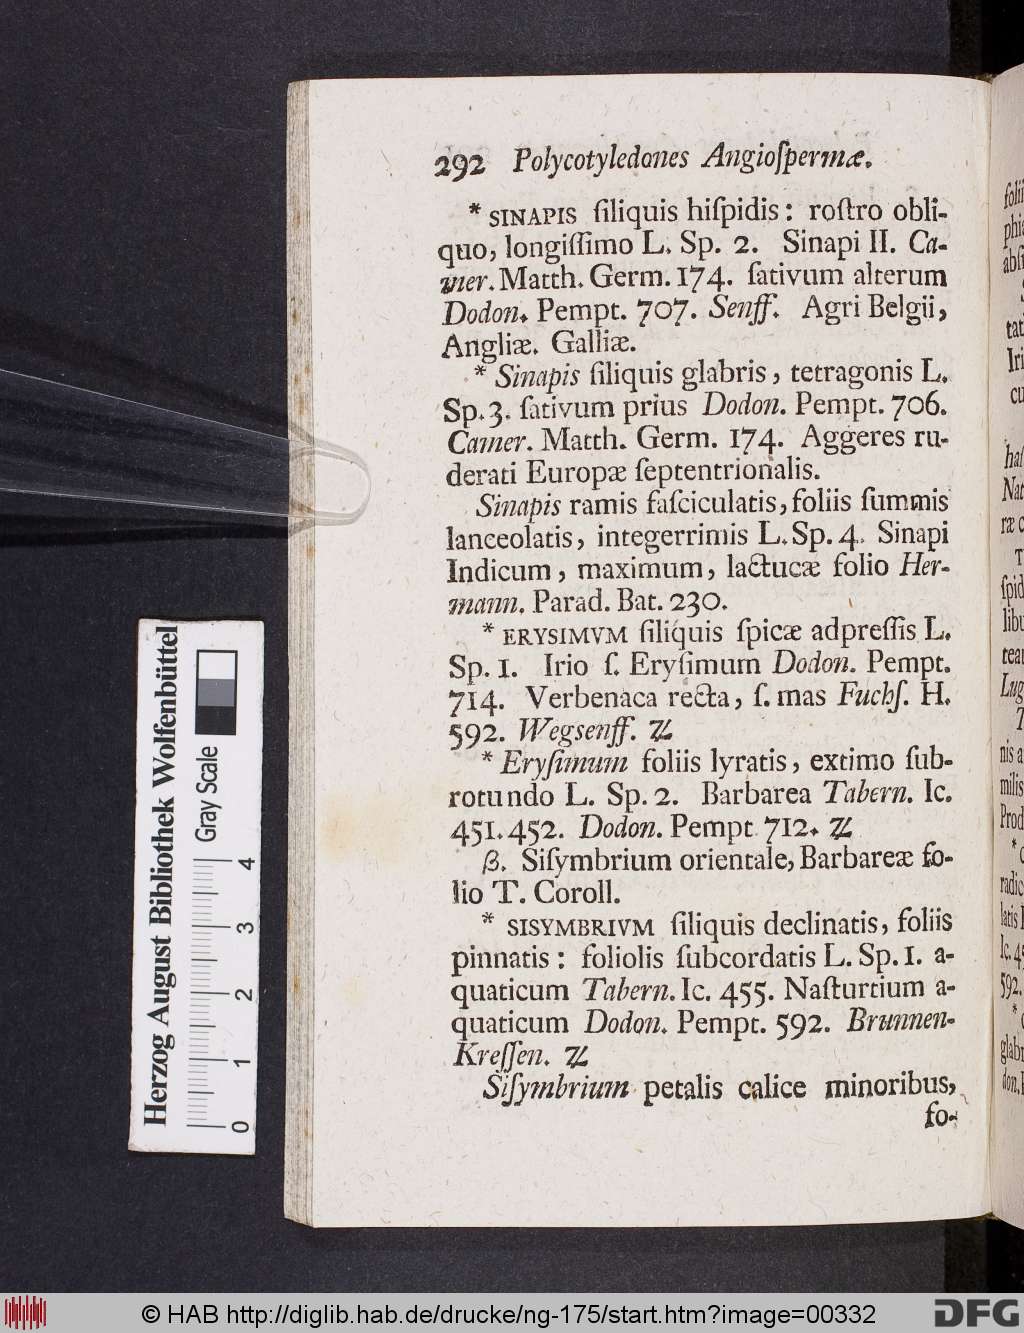 292 Polycotyledones Angioſpermæ.
* SINAPIS ſiliquis hiſpidis: roſtro obli-
quo, longiſſimo L. Sp. 2. Sinapi II. Ca-
mer. Matth. Germ. 174. ſativum alterum
Dodon. Pempt. 707. Senff. Agri Belgii,
Angliæ. Galliæ.
* Sinapis ſiliquis glabris, tetragonis L.
Sp. 3. ſativum prius Dodon. Pempt. 706.
Camer. Matth. Germ. 174. Aggeres ru-
derati Europæ ſeptentrionalis.
Sinapis ramis faſciculatis, foliis ſummis
lanceolatis, integerrimis L. Sp. 4. Sinapi
Indicum, maximum, lactucæ folio Her-
mann. Parad. Bat. 230.
* ERYSIMVM ſiliquis ſpicæ adpreſſis L.
Sp. I. Irio ſ. Eryſimum Dodon. Pempt.
714. Verbenaca recta, ſ. mas Fuchſ. H.
592. Wegsenff. ♃
* Eryſimum foliis lyratis, extimo ſub-
rotundo L. Sp. 2. Barbarea Tabern. Ic.
451. 452. Dodon. Pempt 712. ♃
β. Siſymbrium orientale, Barbareæ fo-
lio T. Coroll.
* SISYMBRIVM ſiliquis declinatis, foliis
pinnatis: foliolis ſubcordatis L. Sp. I. a-
quaticum Tabern. Ic. 455. Naſturtium a-
quaticum Dodon. Pempt. 592. Brunnen-
Kreſſen. ♃
Siſymbrium petalis calice minoribus,
fo-
Herzog August Bibliothek Wolfenbüttel
Gray Scale
0 1 2 3 4
© HAB http://diglib.hab.de/drucke/ng-175/start.htm?image=00332
DFG